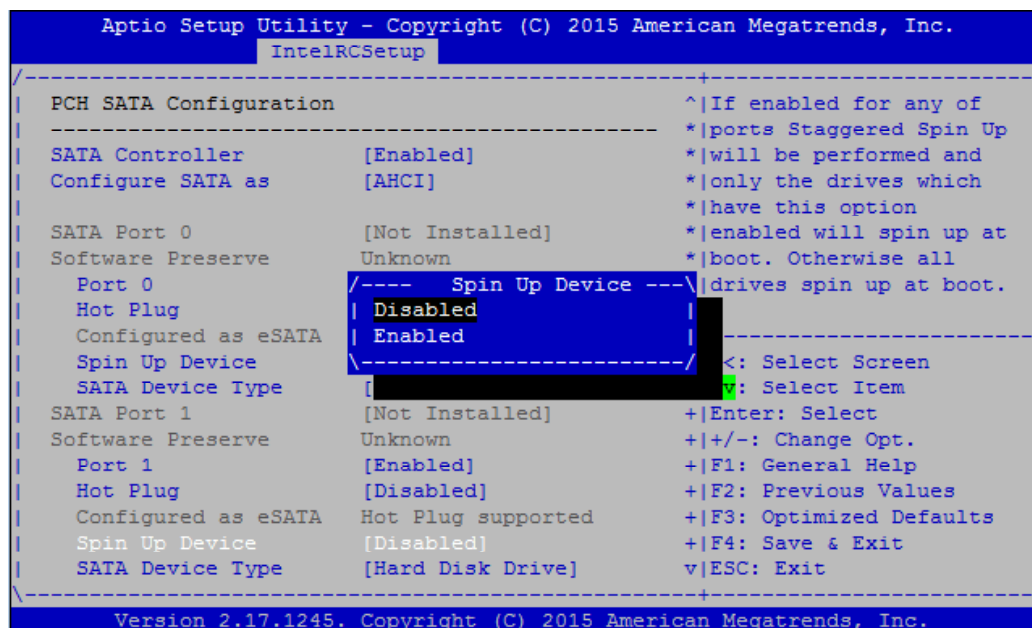 Aptio Setup Utility - Copyright (C) 2015 American Megatrends, Inc.
IntelRCSetup
/----------------------------------------------------+--------------------------
| PCH SATA Configuration ^|If enabled for any of
| ----------------------------------------------- *|ports Staggered Spin Up
| SATA Controller [Enabled] *|will be performed and
| Configure SATA as [AHCI] *|only the drives which
| *|have this option
| SATA Port 0 [Not Installed] *|enabled will spin up at
| Software Preserve Unknown *|boot. Otherwise all
| Port 0 /---- Spin Up Device ---\|drives spin up at boot.
| Hot Plug | Disabled |
| Configured as eSATA | Enabled | --------------------------
| Spin Up Device \-------------------------/ <: Select Screen
| SATA Device Type [ v: Select Item
| SATA Port 1 [Not Installed] +|Enter: Select
| Software Preserve Unknown +|+/-: Change Opt.
| Port 1 [Enabled] +|F1: General Help
| Hot Plug [Disabled] +|F2: Previous Values
| Configured as eSATA Hot Plug supported +|F3: Optimized Defaults
| Spin Up Device [Disabled] +|F4: Save & Exit
| SATA Device Type [Hard Disk Drive] v|ESC: Exit
\----------------------------------------------------+--------------------------
Version 2.17.1245. Copyright (C) 2015 American Megatrends, Inc.